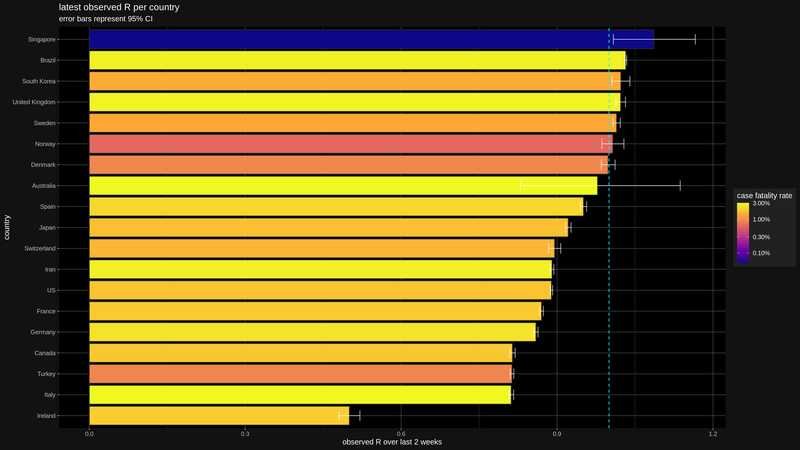 latest observed R per country
error bars represent 95% CI
Singapore
Brazil
South Korea
United Kingdom
Sweden
Norway
Denmark
Australia
Spain
Japan
Switzerland
Iran
US
France
Germany
Canada
Turkey
Italy
Ireland
country
0.0 0.3 0.6 0.9 1.2
observed R over last 2 weeks
case fatality rate
3.00%
1.00%
0.30%
0.10%